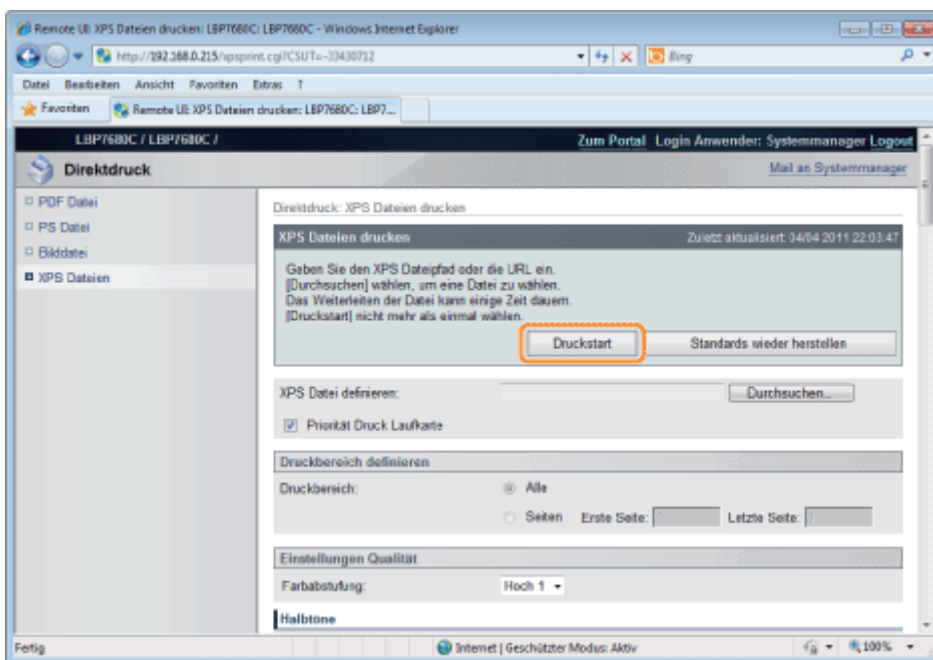 Remote UI: XPS Dateien drucken: LBP7680C: LBP7680C - Windows Internet Explorer
http://192.168.0.215/xpsprint.cgi?CSUT=-33430712
Bing
Datei Bearbeiten Ansicht Favoriten Extras ?
Favoriten
Remote UI: XPS Dateien drucken: LBP7680C: LBP7...
LBP7680C / LBP7680C /
Zum Portal Login Anwender: Systemmanager Logout
Direktdruck
Mail an Systemmanager
PDF Datei
PS Datei
Bilddatei
XPS Dateien
Direktdruck: XPS Dateien drucken
XPS Dateien drucken
Zuletzt aktualisiert: 04/04 2011 22:03:47
Geben Sie den XPS Dateipfad oder die URL ein.
[Durchsuchen] wählen, um eine Datei zu wählen.
Das Weiterleiten der Datei kann einige Zeit dauern.
[Druckstart] nicht mehr als einmal wählen.
Druckstart
Standards wieder herstellen
XPS Datei definieren:
Durchsuchen...
Priorität Druck Laufkarte
Druckbereich definieren
Druckbereich:
Alle
Seiten Erste Seite: Letzte Seite:
Einstellungen Qualität
Farbabstufung:
Hoch 1
Halbtöne
Fertig
Internet | Geschützter Modus: Aktiv
100%